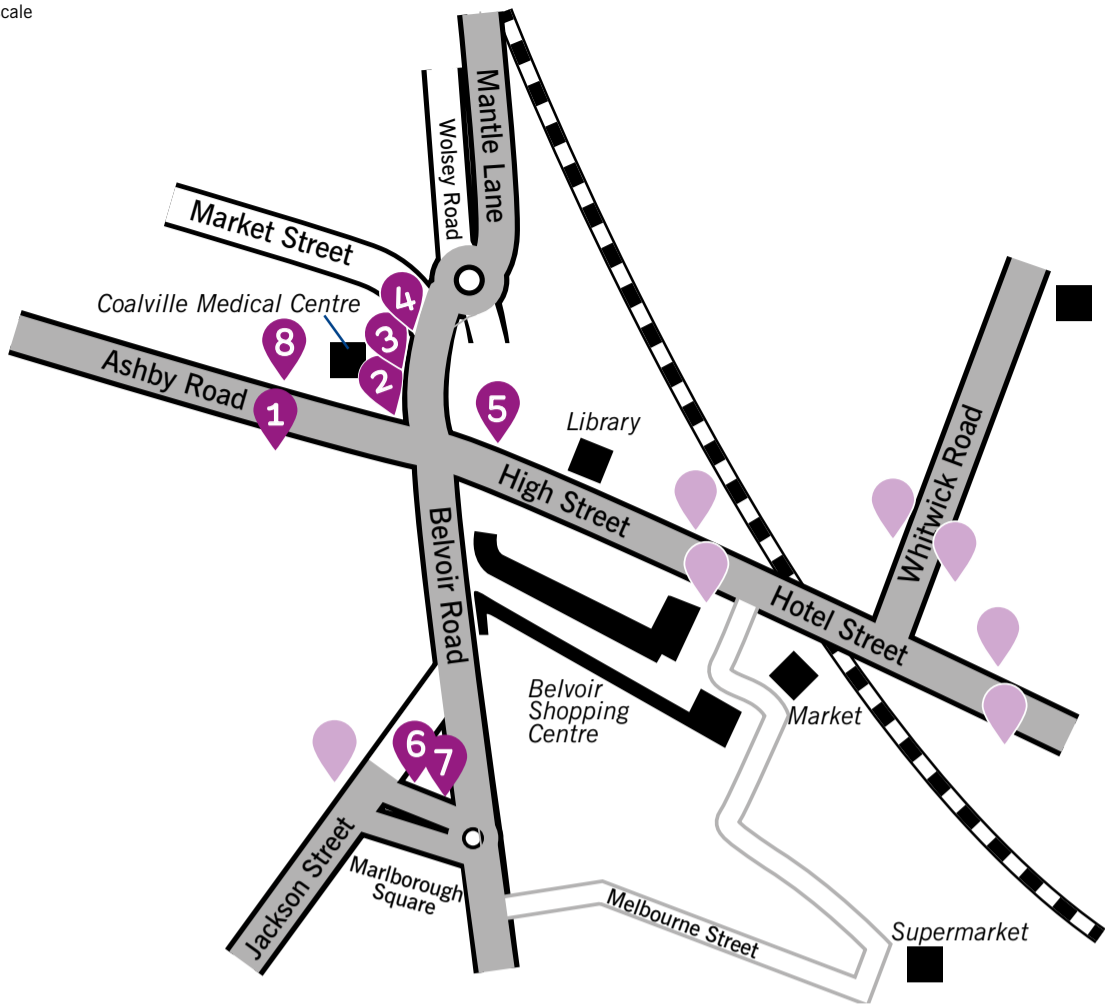 cale
Mantle Lane
Wolsey Road
Market Street
Coalville Medical Centre
4
3
8
2
Ashby Road
1
5
Library
High Street
Whitwick Road
Belvoir Road
Hotel Street
Belvoir
Shopping
Centre
Market
6
7
Jackson Street
Marlborough
Square
Melbourne Street
Supermarket